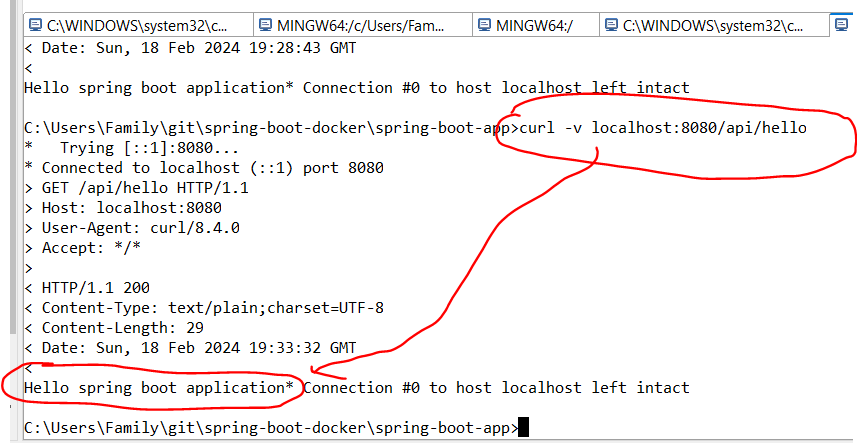 C:\WINDOWS\system32\c... MINGW64:/c/Users/Fam... MINGW64:/ C:\WINDOWS\system32\c...
< Date: Sun, 18 Feb 2024 19:28:43 GMT
<
Hello spring boot application* Connection #0 to host localhost left intact
C:\Users\Family\git\spring-boot-docker\spring-boot-app>curl -v localhost:8080/api/hello
*   Trying [::1]:8080...
* Connected to localhost (::1) port 8080
> GET /api/hello HTTP/1.1
> Host: localhost:8080
> User-Agent: curl/8.4.0
> Accept: */*
>
< HTTP/1.1 200
< Content-Type: text/plain;charset=UTF-8
< Content-Length: 29
< Date: Sun, 18 Feb 2024 19:33:32 GMT
<
Hello spring boot application* Connection #0 to host localhost left intact
C:\Users\Family\git\spring-boot-docker\spring-boot-app>